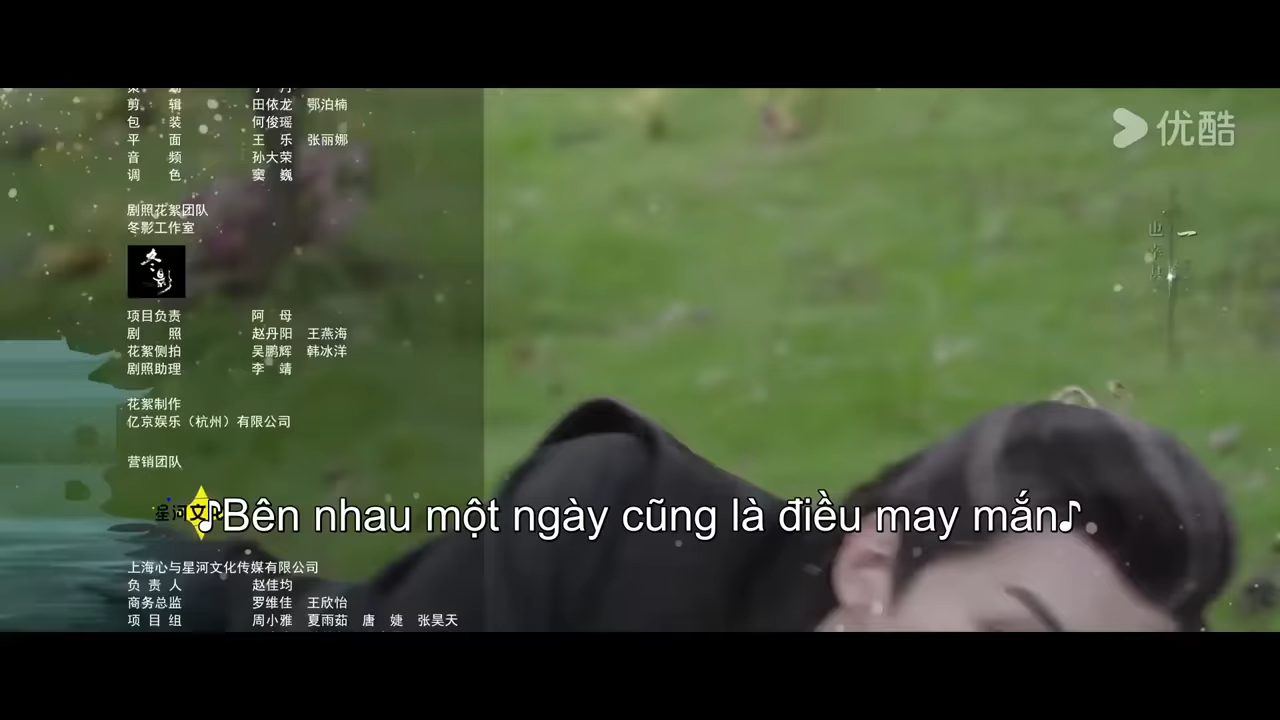 剪 辑 田依龙 鄂泊楠
包 装 何俊瑶
平 面 王 乐 张丽娜
音 频 孙大荣
调 色 窦 巍
剧照花絮团队
冬影工作室
冬影
项目负责 阿 母
剧 照 赵丹阳 王燕海
花絮侧拍 吴鹏辉 韩冰洋
剧照助理 李 靖
花絮制作
亿京娱乐（杭州）有限公司
营销团队
星河文化
♪Bên nhau một ngày cũng là điều may mắn♪
上海心与星河文化传媒有限公司
负 责 人 赵佳均
商务总监 罗维佳 王欣怡
项 目 组 周小雅 夏雨茹 唐 婕 张昊天
优酷